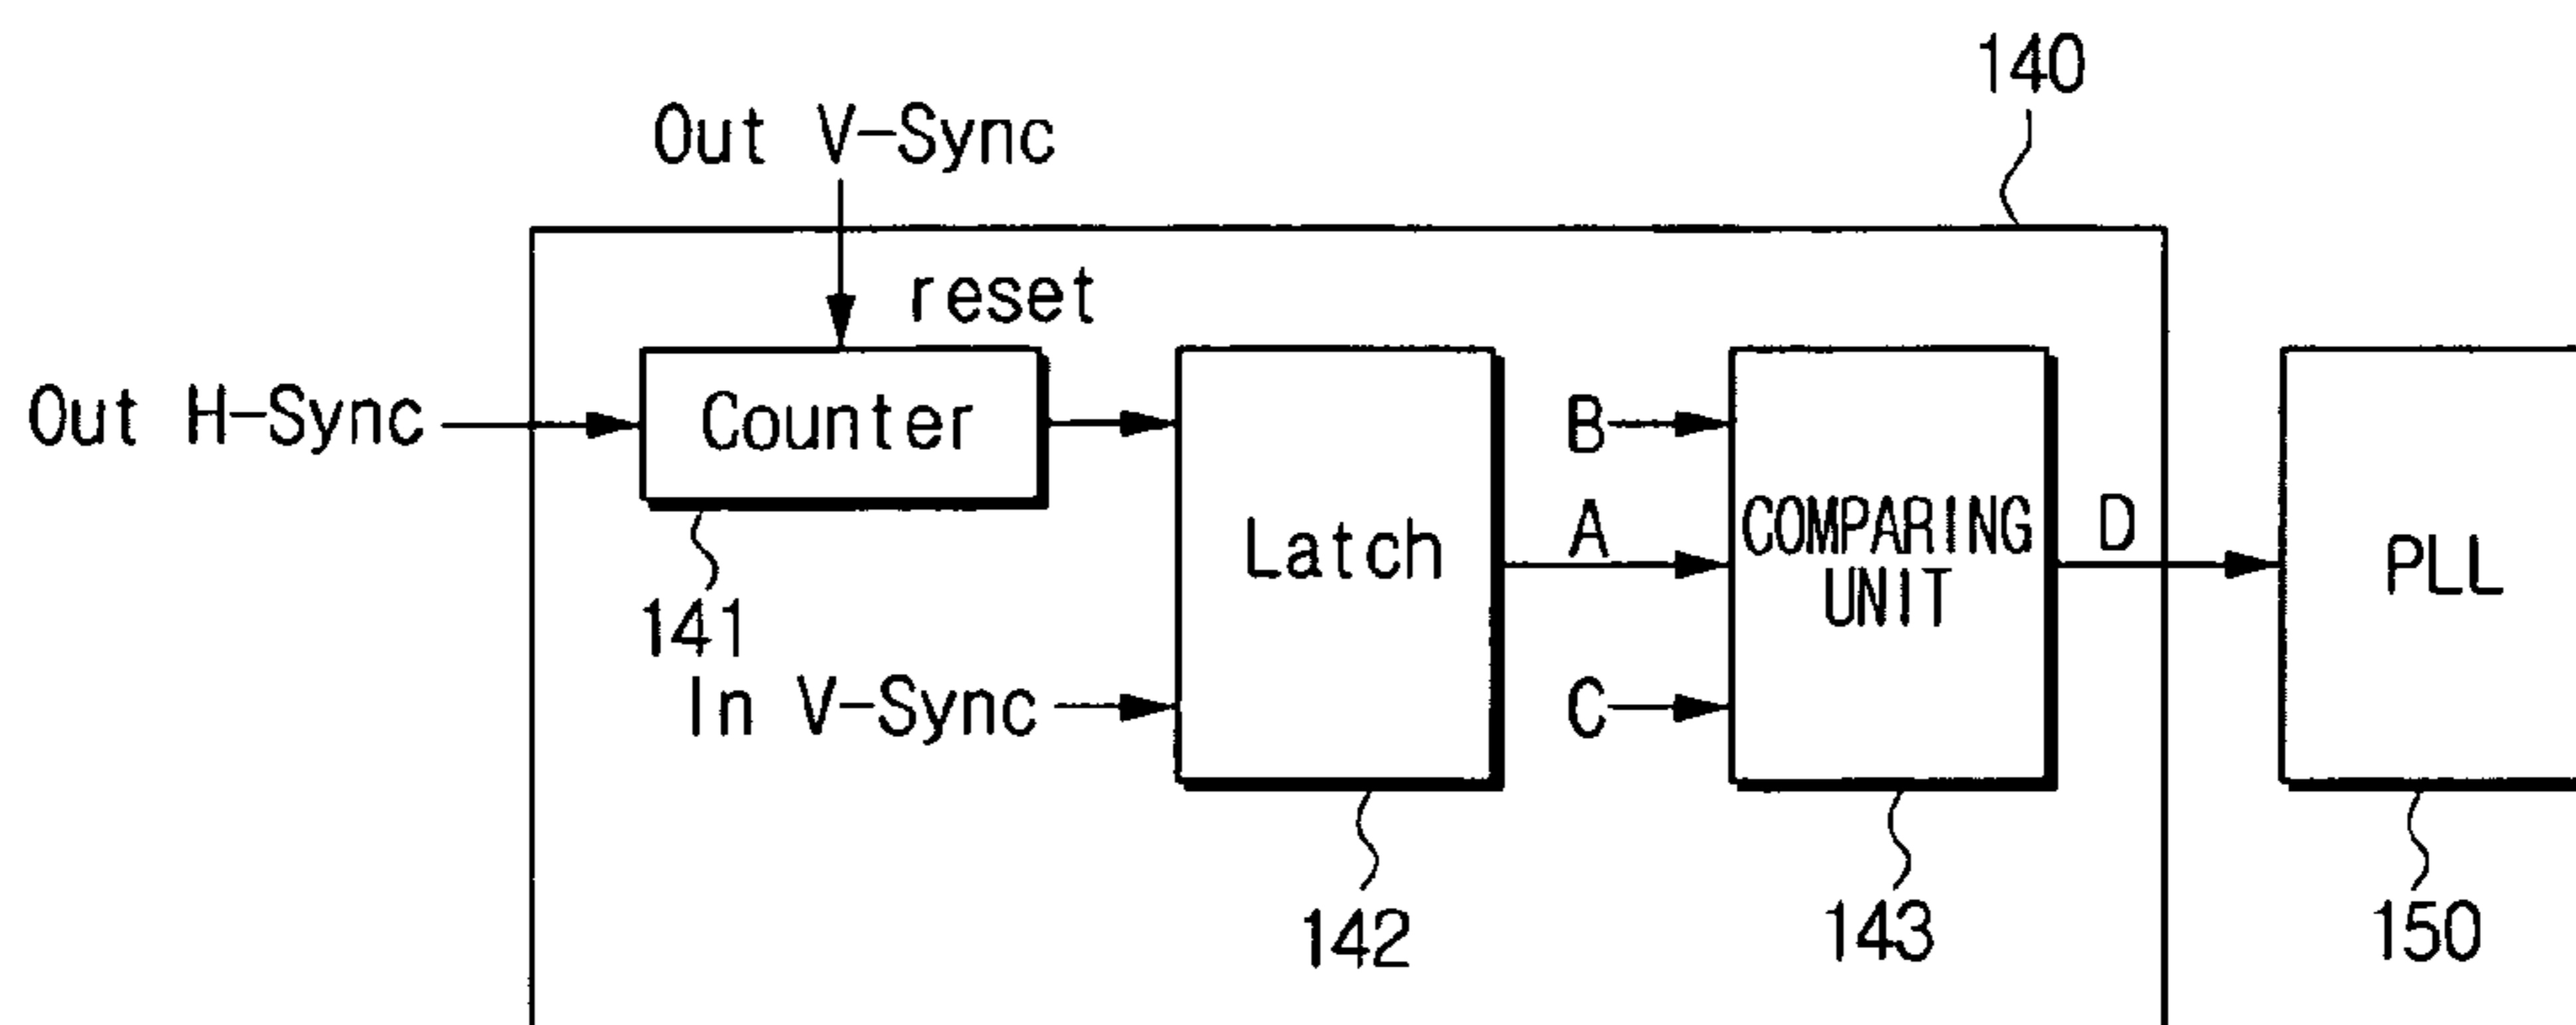 140
Out V-Sync
reset
Out H-Sync
Counter
B
Latch
A
COMPARING
UNIT
D
PLL
141
In V-Sync
C
142
143
150